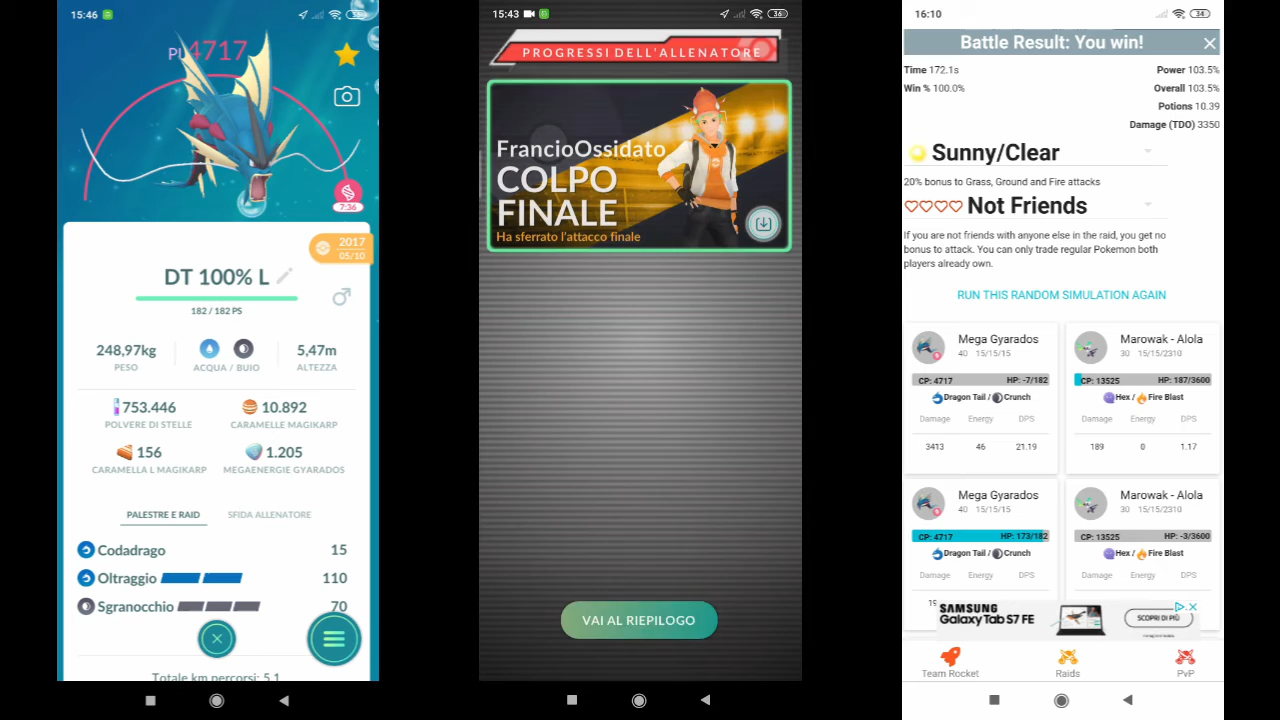 15:46
PL4717
7:36
2017
05/10
DT 100% L
182 / 182 PS
248,97kg
PESO
ACQUA / BUIO
5,47m
ALTEZZA
753.446
POLVERE DI STELLE
10.892
CARAMELLE MAGIKARP
156
CARAMELLA L MAGIKARP
1.205
MEGAENERGIE GYARADOS
PALESTRE E RAID
SFIDA ALLENATORE
Codadrago 15
Oltraggio 110
Sgranocchio 70
Totale km percorsi: 5,1
15:43
36
PROGRESSI DELL'ALLENATORE
FrancioOssidato
COLPO
FINALE
Ha sferrato l'attacco finale
VAI AL RIEPILOGO
16:10
34
Battle Result: You win!
Time 172.1s
Power 103.5%
Win % 100.0%
Overall 103.5%
Potions 10.39
Damage (TDO) 3350
Sunny/Clear
20% bonus to Grass, Ground and Fire attacks
Not Friends
If you are not friends with anyone else in the raid, you get no
bonus to attack. You can only trade regular Pokemon both
players already own.
RUN THIS RANDOM SIMULATION AGAIN
Mega Gyarados
40 15/15/15
CP: 4717 HP: -7/182
Dragon Tail / Crunch
Damage Energy DPS
3413 46 21.19
Marowak - Alola
30 15/15/2310
CP: 13525 HP: 187/3600
Hex / Fire Blast
Damage Energy DPS
189 0 1.17
Mega Gyarados
40 15/15/15
CP: 4717 HP: 173/182
Dragon Tail / Crunch
Damage Energy DPS
Marowak - Alola
30 15/15/2310
CP: 13525 HP: -3/3600
Hex / Fire Blast
Damage Energy DPS
SAMSUNG
Galaxy Tab S7 FE
SCOPRI DI PIÙ
Team Rocket
Raids
PvP